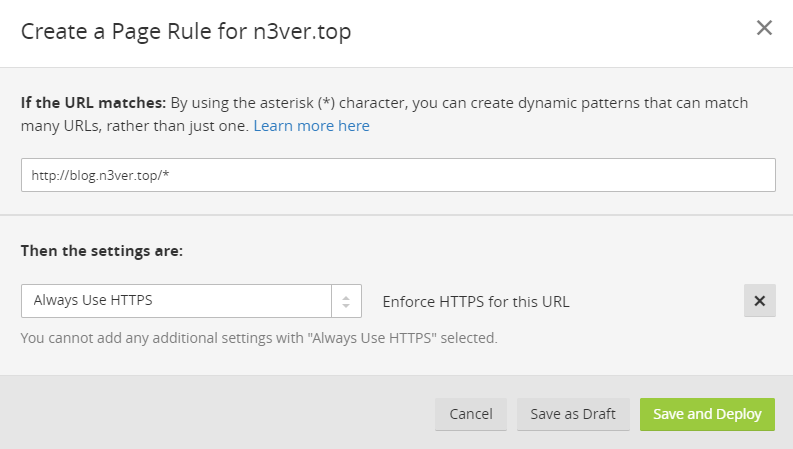 Create a Page Rule for n3ver.top
If the URL matches: By using the asterisk (*) character, you can create dynamic patterns that can match
many URLs, rather than just one. Learn more here
http://blog.n3ver.top/*
Then the settings are:
Always Use HTTPS
Enforce HTTPS for this URL
You cannot add any additional settings with "Always Use HTTPS" selected.
Cancel
Save as Draft
Save and Deploy